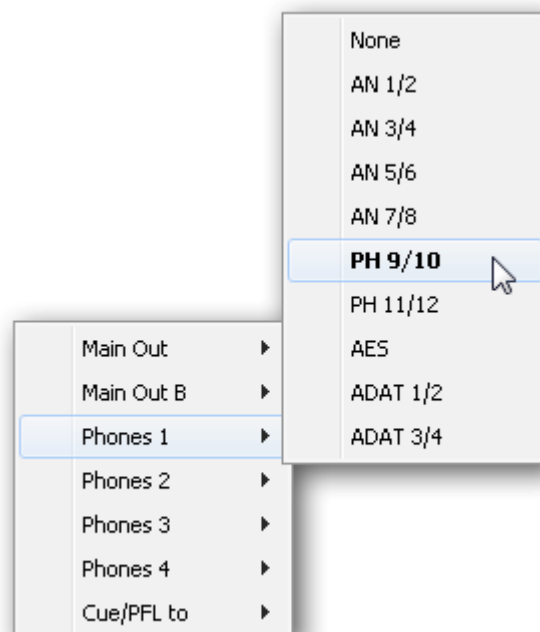 None
AN 1/2
AN 3/4
AN 5/6
AN 7/8
PH 9/10
PH 11/12
AES
ADAT 1/2
ADAT 3/4
Main Out
Main Out B
Phones 1
Phones 2
Phones 3
Phones 4
Cue/PFL to